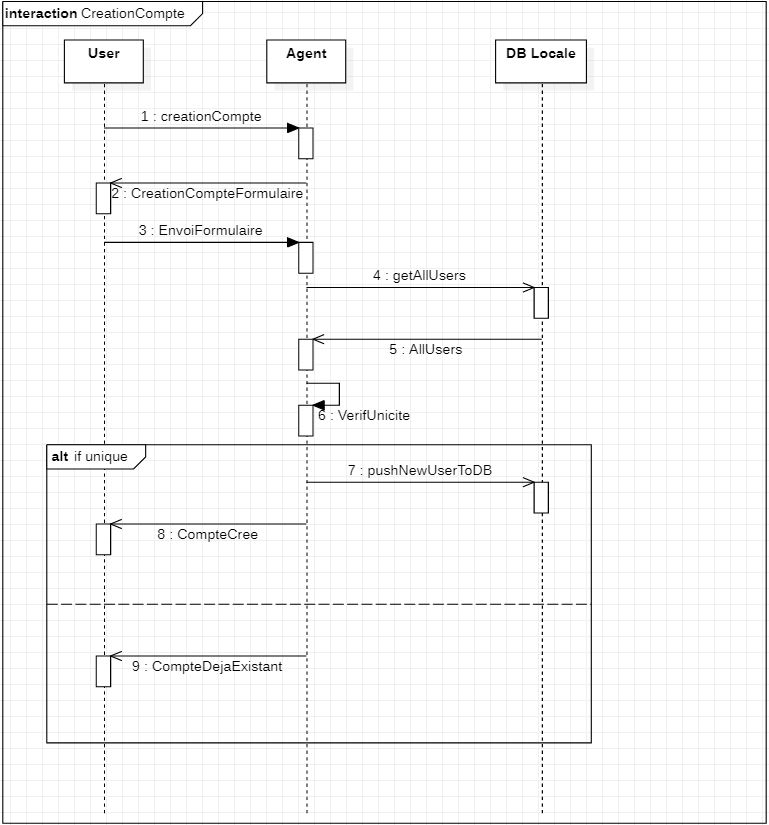 interaction CreationCompte
User
Agent
DB Locale
1 : creationCompte
2 : CreationCompteFormulaire
3 : EnvoiFormulaire
4 : getAllUsers
5 : AllUsers
6 : VerifUnicite
alt if unique
7 : pushNewUserToDB
8 : CompteCree
9 : CompteDejaExistant